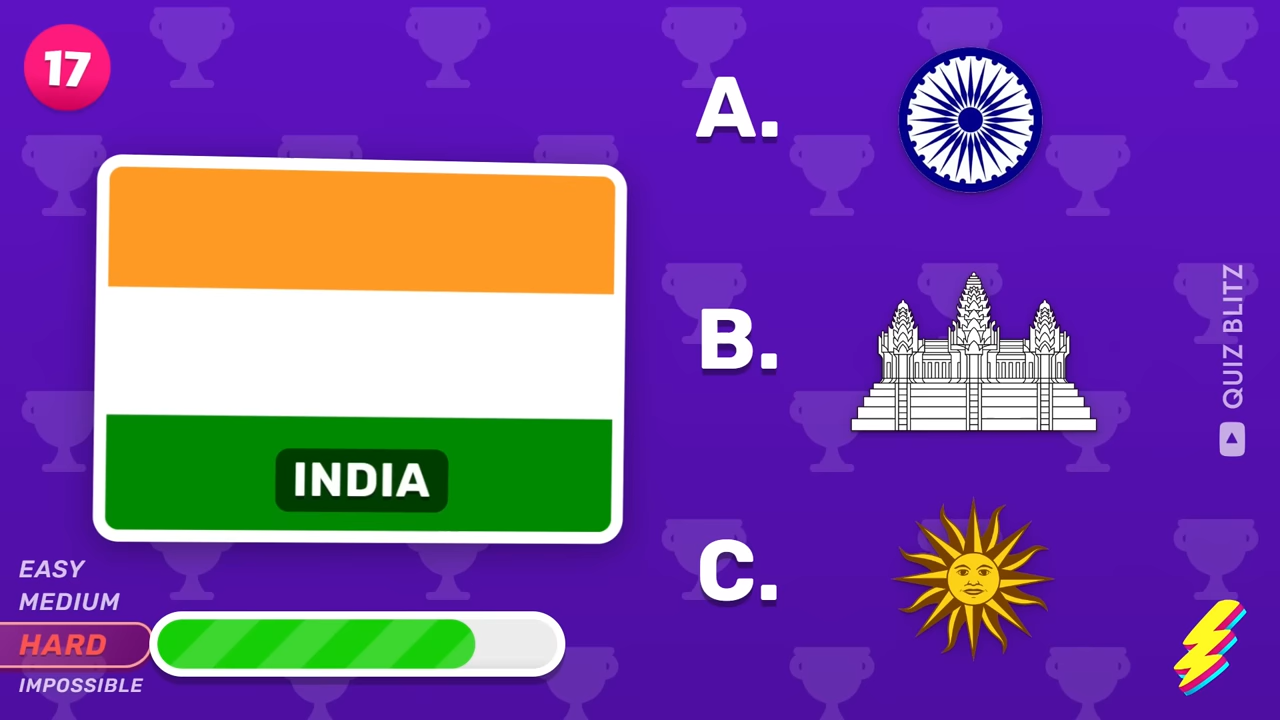 17
A.
B.
C.
INDIA
EASY
MEDIUM
HARD
IMPOSSIBLE
QUIZ BLITZ